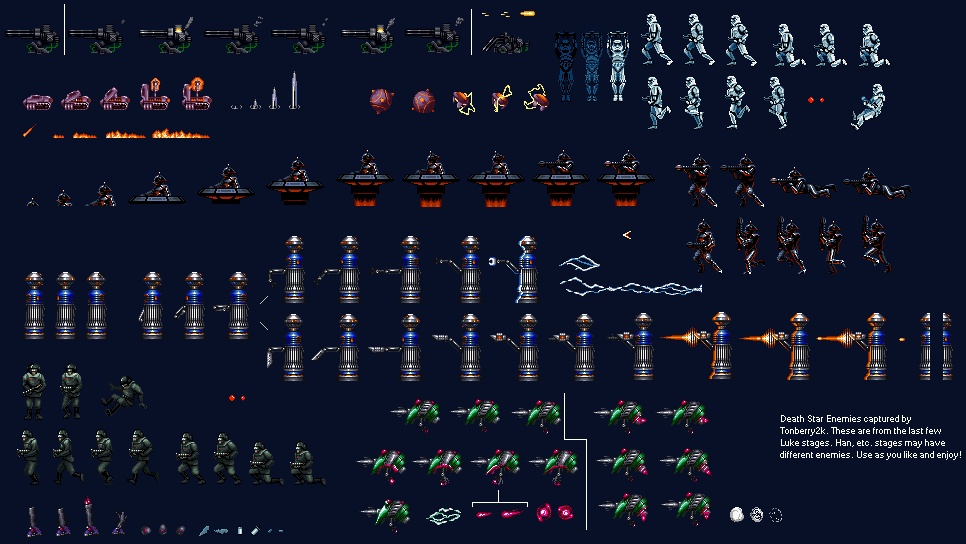 Death Star Enemies captured by
Tonberry2k. These are from the last few
Luke stages. Han, etc. stages may have
different enemies. Use as you like and enjoy!